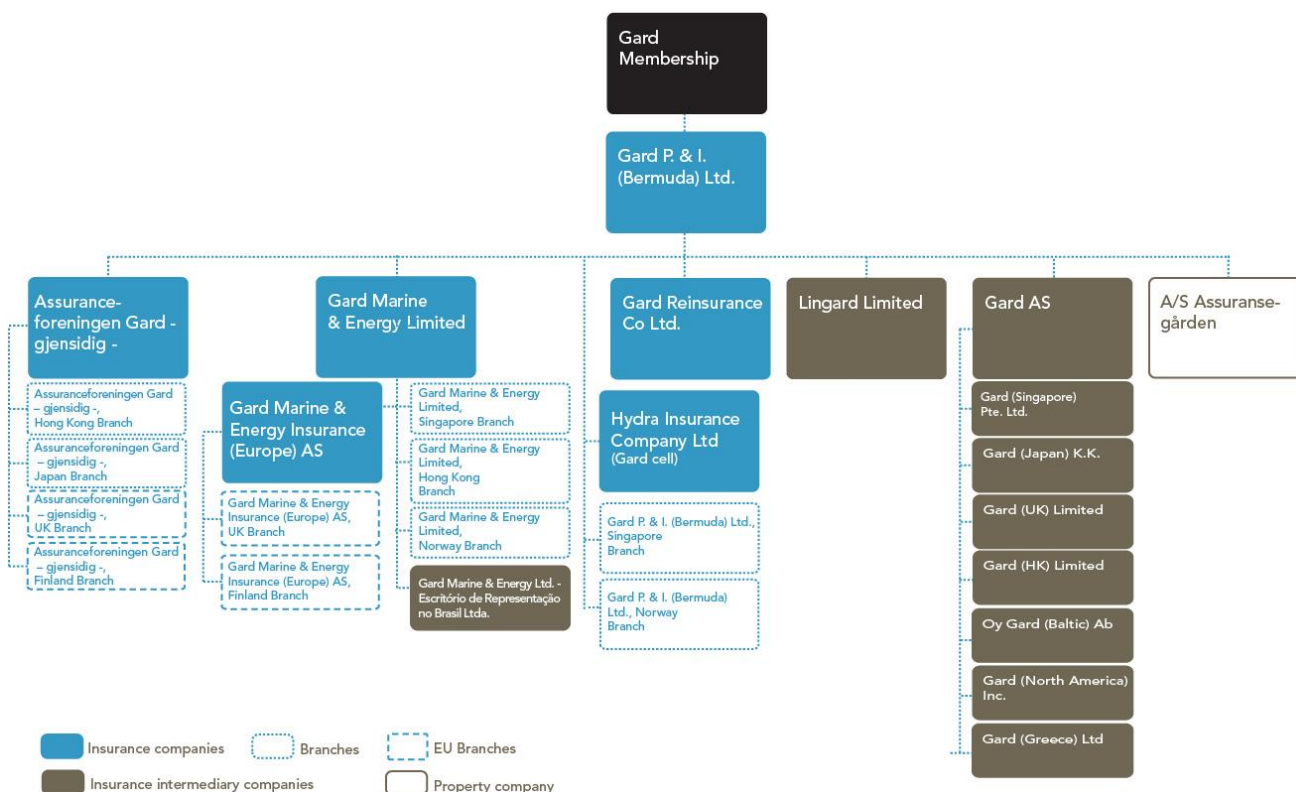 Gard
Membership
Gard P. & I.
(Bermuda) Ltd.
Assurance-
foreningen Gard -
gjensidig -
Gard Marine
& Energy Limited
Gard Reinsurance
Co Ltd.
Lingard Limited
Gard AS
A/S Assuranse-
gården
Assuranceforeningen Gard
– gjensidig -,
Hong Kong Branch
Assuranceforeningen Gard
– gjensidig -,
Japan Branch
Assuranceforeningen Gard
– gjensidig -,
UK Branch
Assuranceforeningen Gard
– gjensidig -,
Finland Branch
Gard Marine &
Energy Insurance
(Europe) AS
Gard Marine & Energy
Insurance (Europe) AS,
UK Branch
Gard Marine & Energy
Insurance (Europe) AS,
Finland Branch
Gard Marine & Energy
Limited,
Singapore Branch
Gard Marine & Energy
Limited,
Hong Kong
Branch
Gard Marine & Energy
Limited,
Norway Branch
Gard Marine & Energy Ltd. -
Escritório de Representação
no Brasil Ltda.
Hydra Insurance
Company Ltd
(Gard cell)
Gard P. & I. (Bermuda) Ltd.,
Singapore
Branch
Gard P. & I. (Bermuda)
Ltd., Norway
Branch
Gard (Singapore)
Pte. Ltd.
Gard (Japan) K.K.
Gard (UK) Limited
Gard (HK) Limited
Oy Gard (Baltic) Ab
Gard (North America)
Inc.
Gard (Greece) Ltd
Insurance companies
Branches
EU Branches
Insurance intermediary companies
Property company